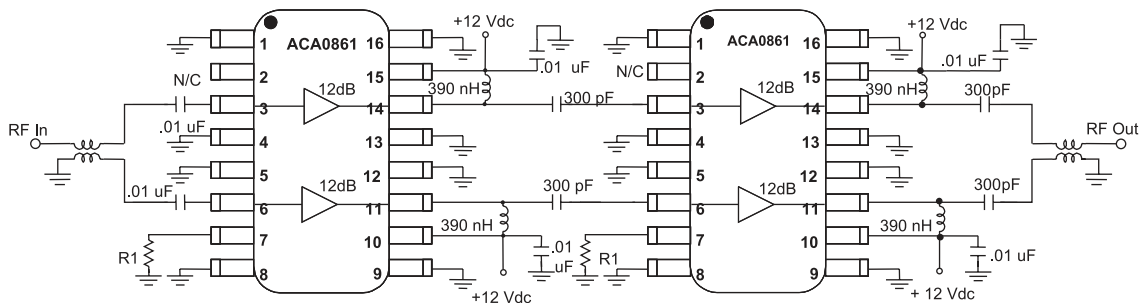 +12 Vdc
+12 Vdc
1 ACA0861 16
1 ACA0861 16
N/C 2 15 .01 uF
N/C 2 15 .01 uF
12dB 390 nH
12dB 390 nH
3 14 300 pF
3 14 300pF
RF In
.01 uF
RF Out
4 13
4 13
5 12
5 12
.01 uF
12dB
300 pF
12dB
300pF
6 11
6 11
390 nH
390 nH
R1 7 10 .01 uF
R1 7 10 .01 uF
8 9
8 9
+12 Vdc
+ 12 Vdc